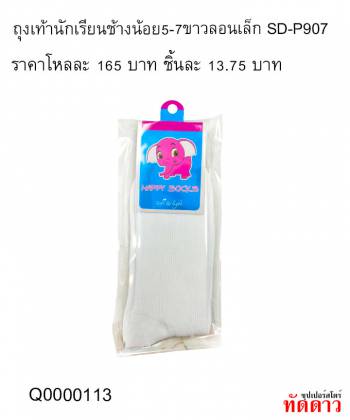 ถุงเท้านักเรียนช้างน้อย5-7ขาวลอนเล็ก SD-P907
ราคาโหลละ 165 บาท ชิ้นละ 13.75 บาท
HAPPY SOCKS
Q0000113
ซุปเปอร์สโตร์
ทัดดาว